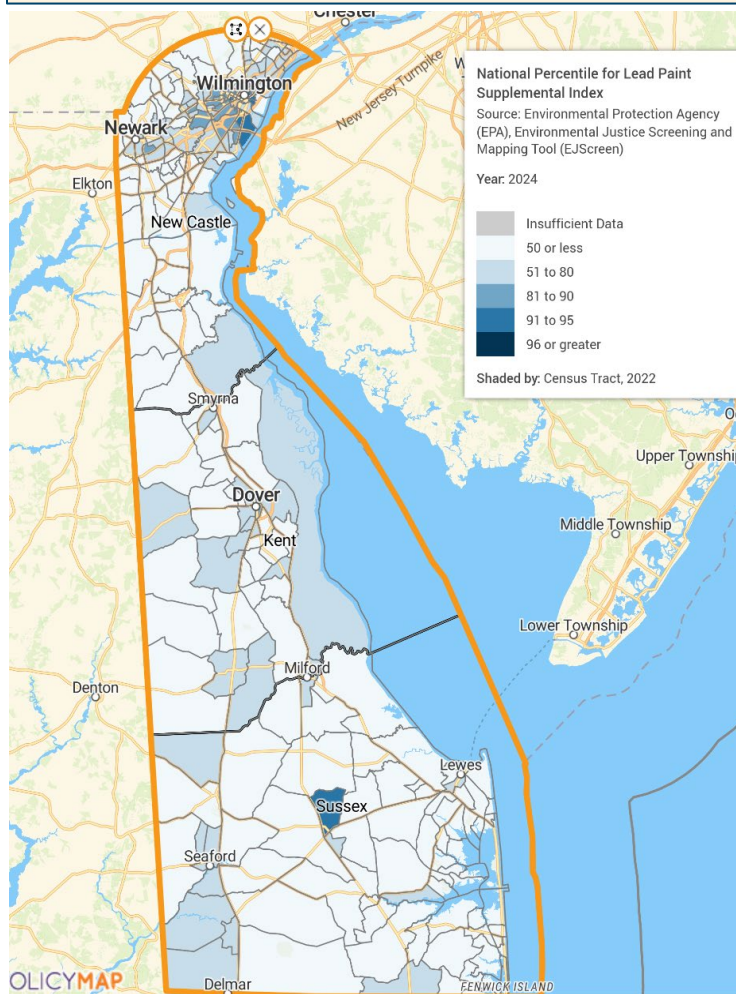 Chester
Wilmington
New Jersey Turnpike
Newark
Elkton
New Castle
Smyrna
Dover
Kent
Upper Township
Middle Township
Lower Township
Milford
Denton
Lewes
Sussex
Seaford
OLICYMAP
Delmar
FENWICK ISLAND
National Percentile for Lead Paint
Supplemental Index
Source: Environmental Protection Agency
(EPA), Environmental Justice Screening and
Mapping Tool (EJScreen)
Year: 2024
Insufficient Data
50 or less
51 to 80
81 to 90
91 to 95
96 or greater
Shaded by: Census Tract, 2022